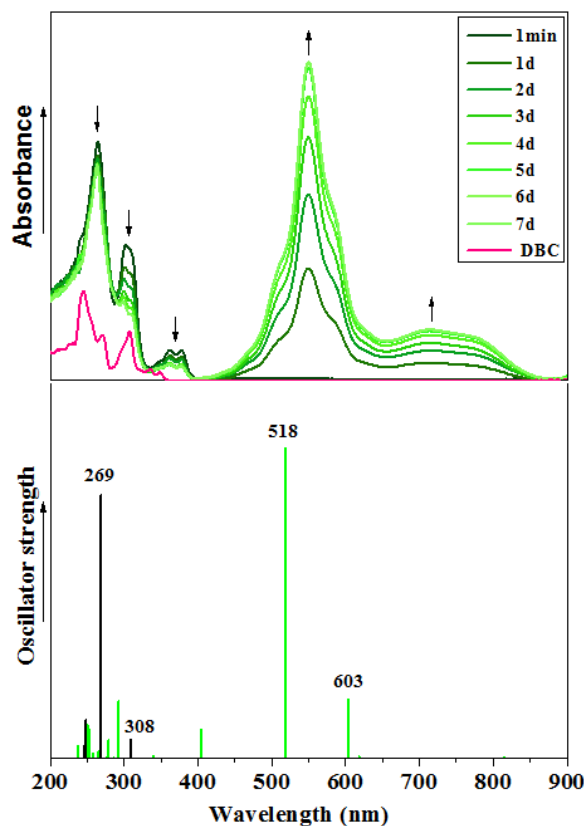 Absorbance
1min
1d
2d
3d
4d
5d
6d
7d
DBC
Oscillator strength
269
308
518
603
200 300 400 500 600 700 800 900
Wavelength (nm)